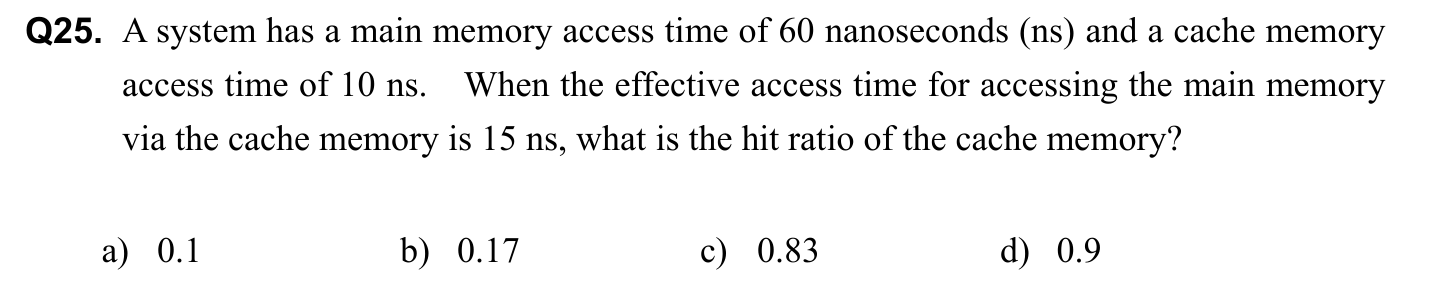 Q25. A system has a main memory access time of 60 nanoseconds (ns) and a cache memory
access time of 10 ns. When the effective access time for accessing the main memory
via the cache memory is 15 ns, what is the hit ratio of the cache memory?
a) 0.1 b) 0.17 c) 0.83 d) 0.9